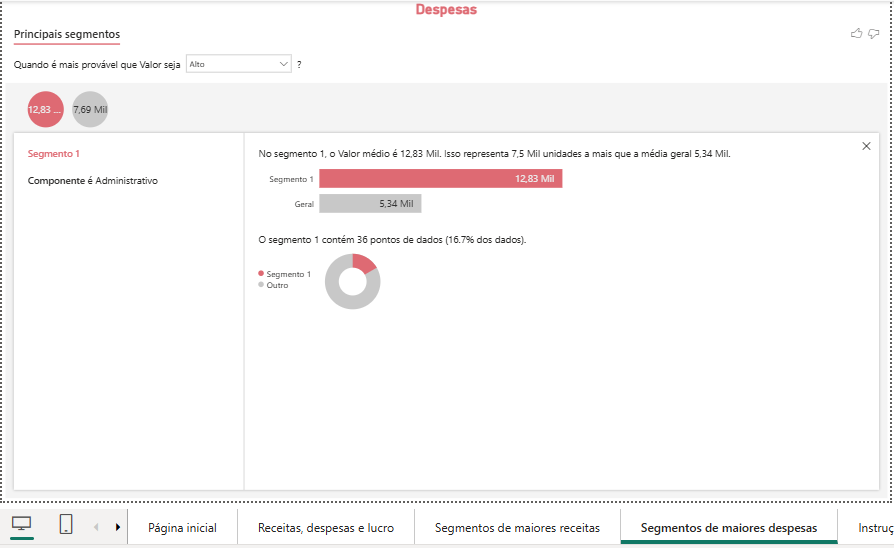 Despesas
Principais segmentos
Quando é mais provável que Valor seja Alto ?
12,83 ... 7,69 Mil
Segmento 1
Componente é Administrativo
No segmento 1, o Valor médio é 12,83 Mil. Isso representa 7,5 Mil unidades a mais que a média geral 5,34 Mil.
Segmento 1 12,83 Mil
Geral 5,34 Mil
O segmento 1 contém 36 pontos de dados (16.7% dos dados).
Segmento 1
Outro
Página inicial Receitas, despesas e lucro Segmentos de maiores receitas Segmentos de maiores despesas Instruç